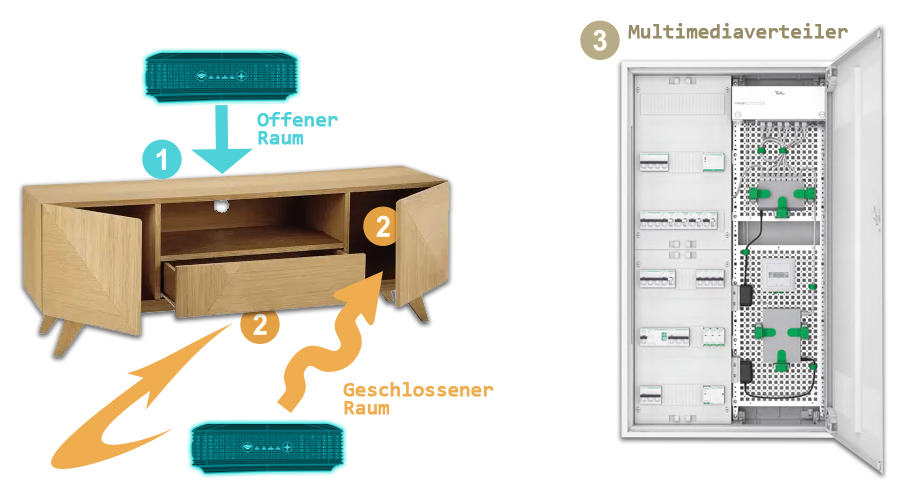 3 Multimediaverteiler
Offener
Raum
1
2
2
Geschlossener
Raum